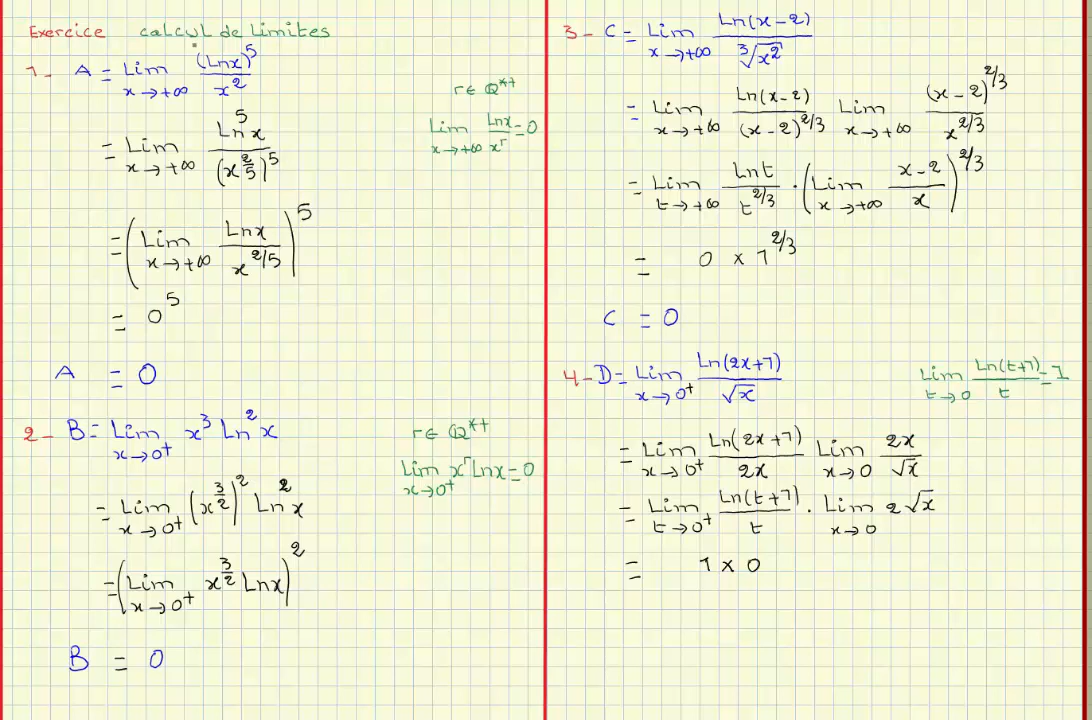 Exercice calcul de Limites
1- A = Lim x→+∞ (Lnx)^5 / x^2
r ∈ Q*+
= Lim x→+∞ Ln^5 x / (x^(2/5))^5
Lim x→+∞ Lnx / x^r = 0
= (Lim x→+∞ Lnx / x^(2/5))^5
= 0^5
A = 0
2- B = Lim x→0+ x^3 Ln^2 x
r ∈ Q*+
Lim x→0+ x^r Lnx = 0
= Lim x→0+ (x^(3/2))^2 Ln^2 x
= (Lim x→0+ x^(3/2) Lnx)^2
B = 0
3- C = Lim x→+∞ Ln(x-2) / ∛(x^2)
= Lim x→+∞ Ln(x-2) / (x-2)^(2/3) Lim x→+∞ (x-2)^(2/3) / x^(2/3)
= Lim t→+∞ Lnt / t^(2/3) . (Lim x→+∞ (x-2) / x)^(2/3)
= 0 × 1^(2/3)
C = 0
4- D = Lim x→0+ Ln(2x+1) / √x
Lim t→0 Ln(t+1) / t = 1
= Lim x→0+ Ln(2x+1) / 2x Lim x→0 2x / √x
= Lim t→0+ Ln(t+1) / t . Lim x→0 2√x
= 1 × 0